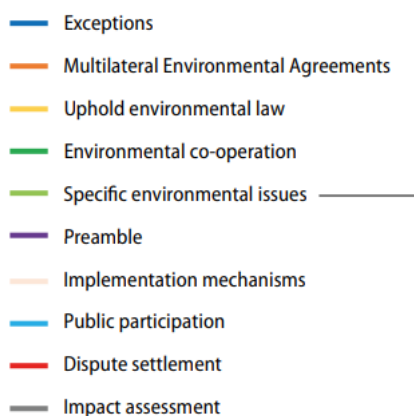 Exceptions
Multilateral Environmental Agreements
Uphold environmental law
Environmental co-operation
Specific environmental issues
Preamble
Implementation mechanisms
Public participation
Dispute settlement
Impact assessment